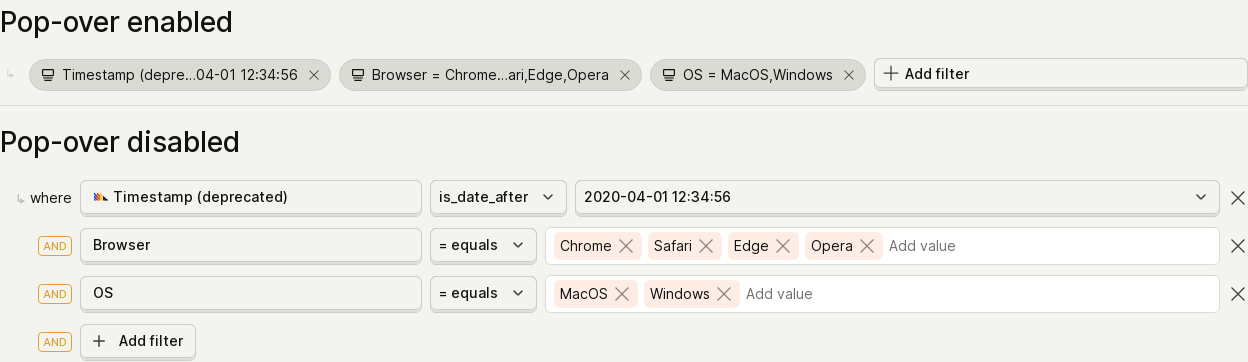 Pop-over enabled
Timestamp (depre...04-01 12:34:56 Browser = Chrome...ari,Edge,Opera OS = MacOS,Windows Add filter
Pop-over disabled
where Timestamp (deprecated) is_date_after 2020-04-01 12:34:56
AND Browser = equals Chrome Safari Edge Opera Add value
AND OS = equals MacOS Windows Add value
AND Add filter